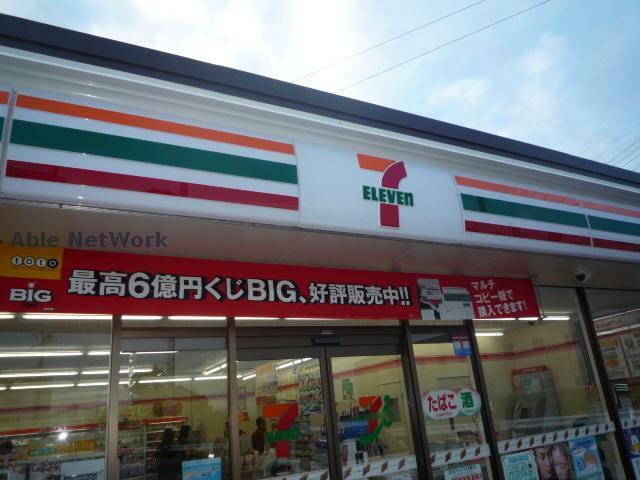 7
ELEVEn
Able NetWork
toto
BIG
最高6億円くじBIG、好評販売中!!
マルチ
コピー機で
購入できます!
たばこ
酒